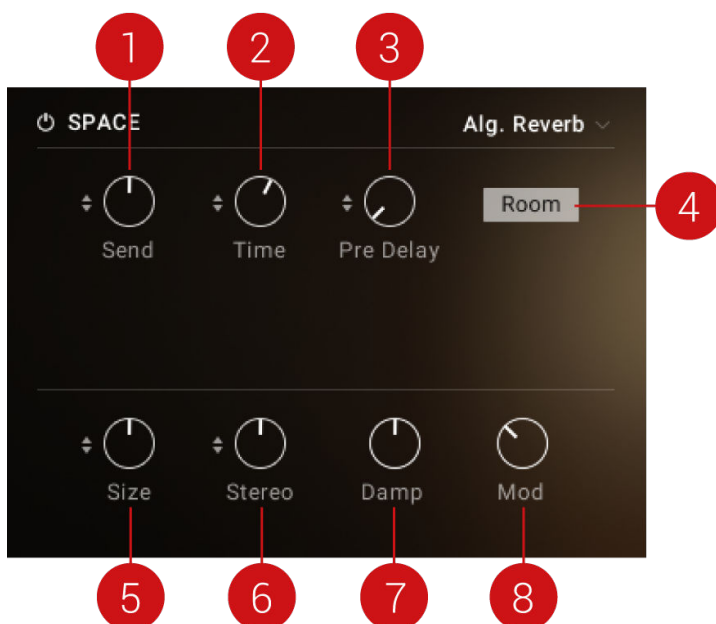 1 2 3
SPACE Alg. Reverb
Room 4
Send Time Pre Delay
Size Stereo Damp Mod
5 6 7 8